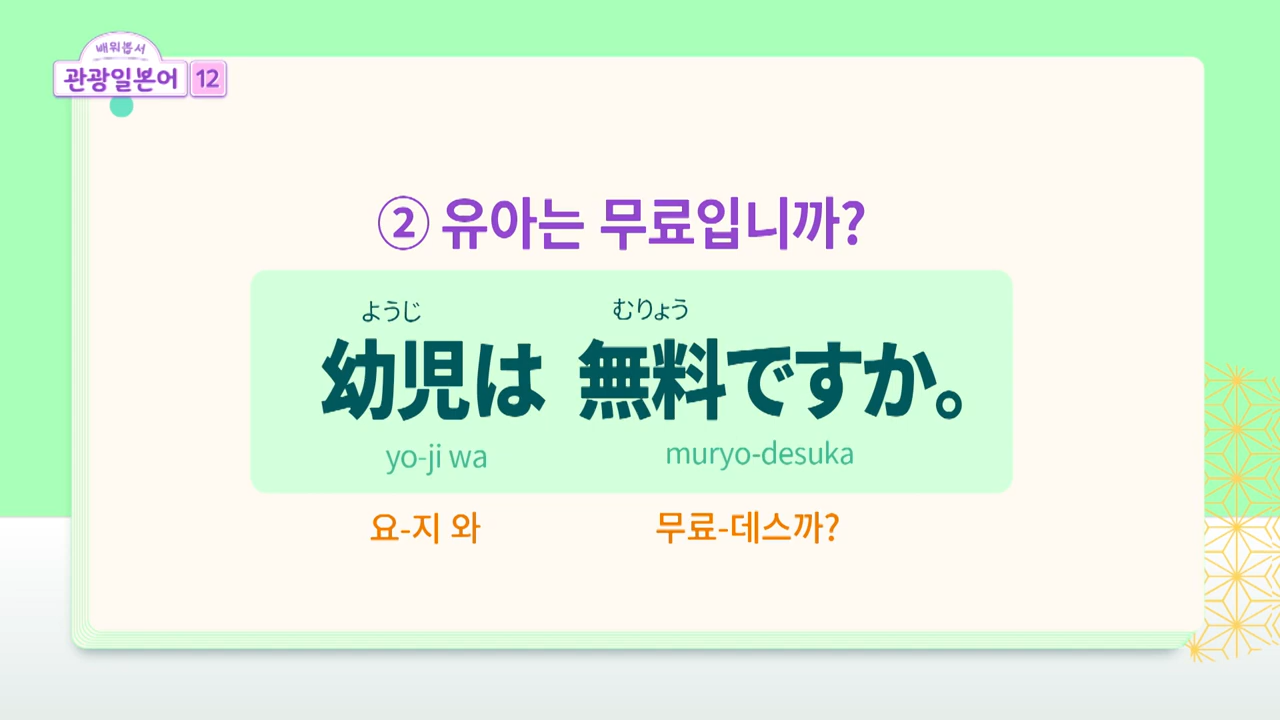 배워봅서
관광일본어 12
② 유아는 무료입니까?
ようじ むりょう
幼児は 無料ですか。
yo-ji wa muryo-desuka
요-지 와 무료-데스까?